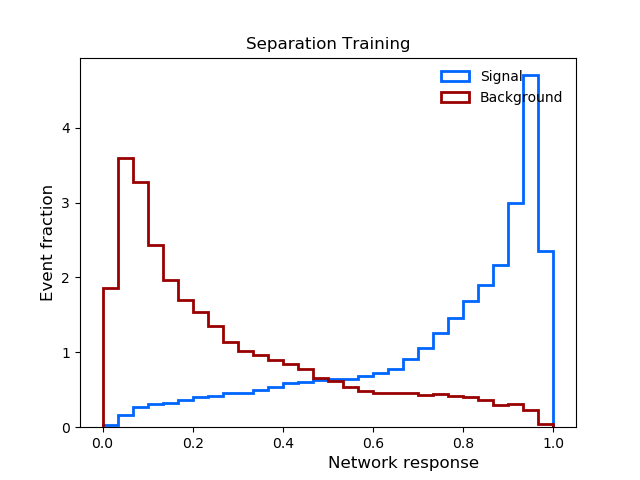 Separation Training
Signal
Background
Event fraction
4
3
2
1
0
0.0 0.2 0.4 0.6 0.8 1.0
Network response